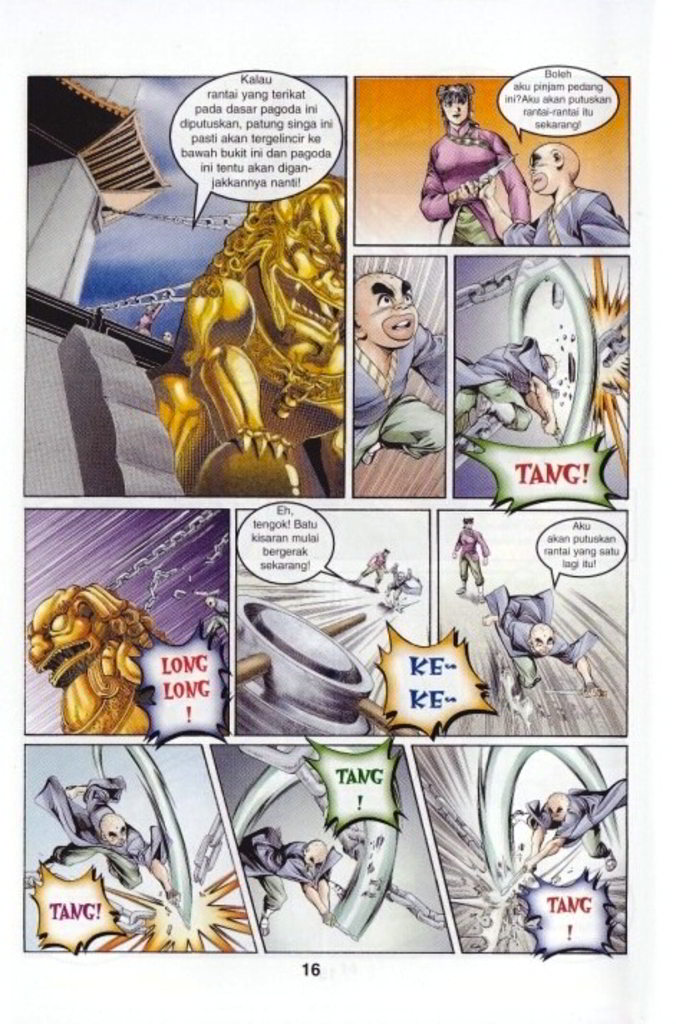 Kalau
rantai yang terikat
pada dasar pagoda ini
diputuskan, patung singa ini
pasti akan tergelincir ke
bawah bukit ini dan pagoda
ini tentu akan digan-
jakkannya nanti!
Boleh
aku pinjam pedang
ini?Aku akan putuskan
rantai-rantai itu
sekarang!
TANG!
LONG
LONG
!
Eh,
tengok! Batu
kisaran mulai
bergerak
sekarang!
KE~
KE~
Aku
akan putuskan
rantai yang satu
lagi itu!
TANG!
TANG
!
TANG
!
16